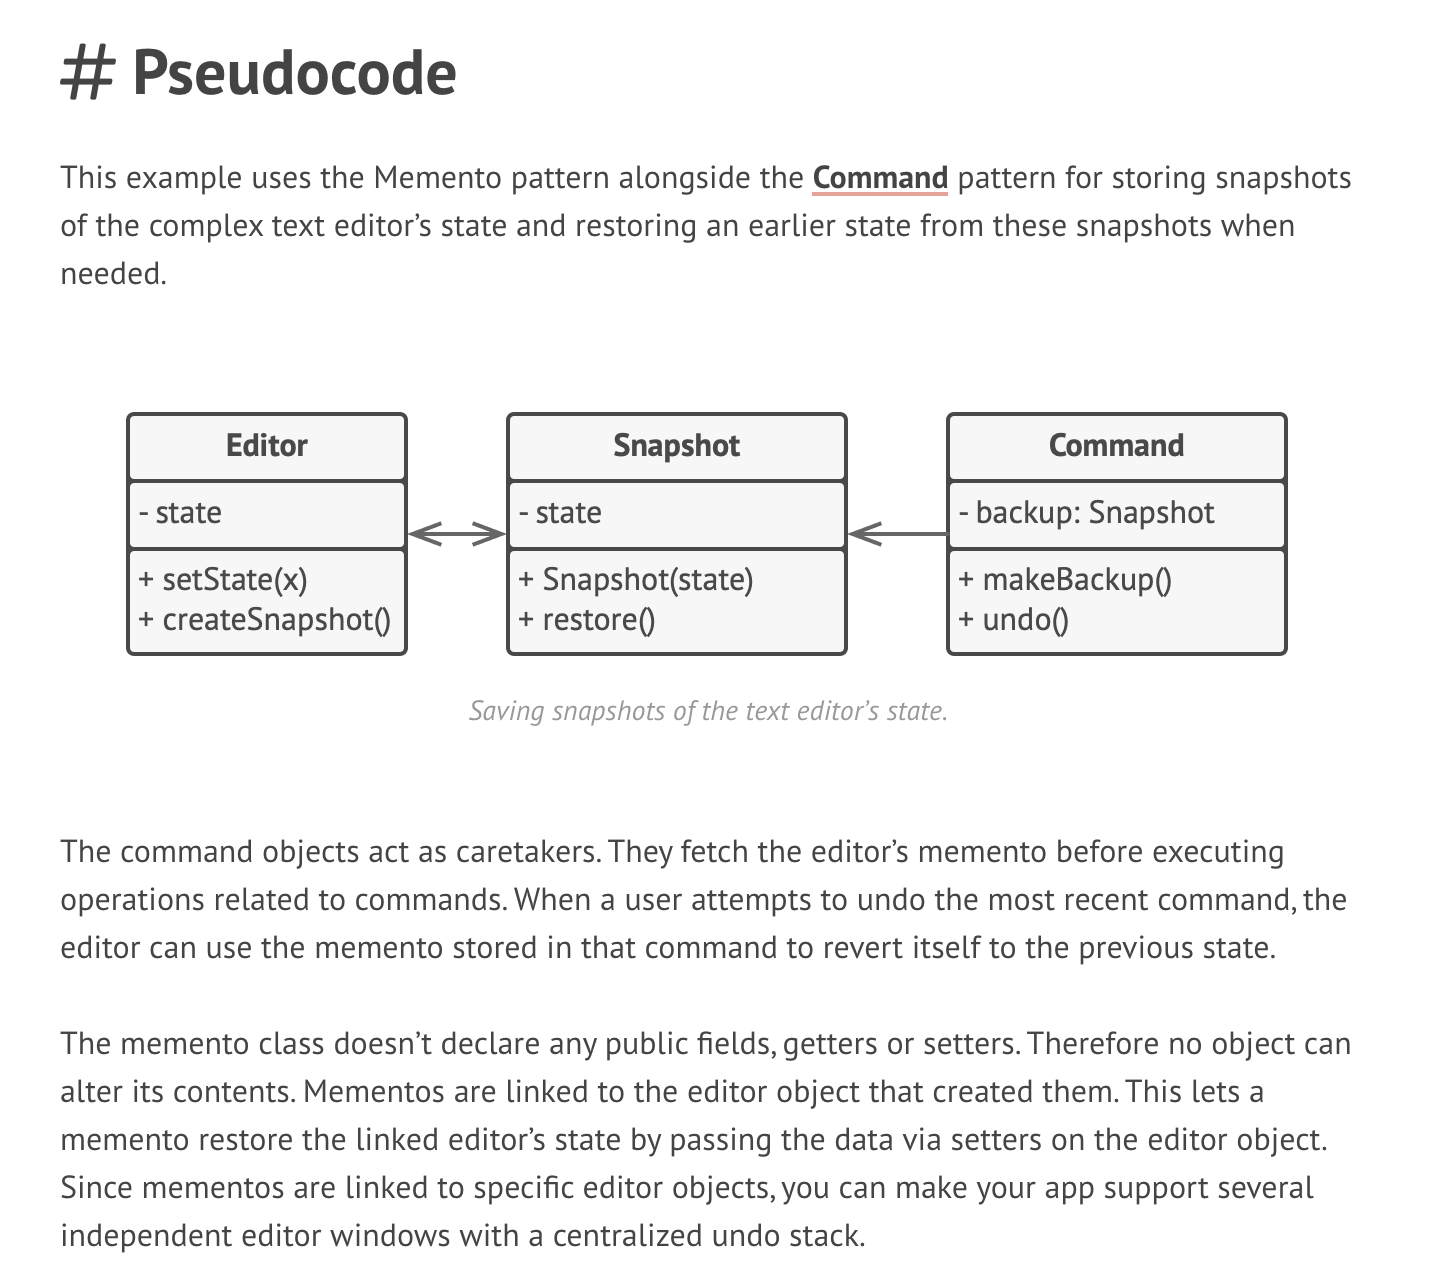 # Pseudocode
This example uses the Memento pattern alongside the Command pattern for storing snapshots
of the complex text editor’s state and restoring an earlier state from these snapshots when
needed.
Editor
- state
+ setState(x)
+ createSnapshot()
Snapshot
- state
+ Snapshot(state)
+ restore()
Command
- backup: Snapshot
+ makeBackup()
+ undo()
Saving snapshots of the text editor’s state.
The command objects act as caretakers. They fetch the editor’s memento before executing
operations related to commands. When a user attempts to undo the most recent command, the
editor can use the memento stored in that command to revert itself to the previous state.
The memento class doesn’t declare any public fields, getters or setters. Therefore no object can
alter its contents. Mementos are linked to the editor object that created them. This lets a
memento restore the linked editor’s state by passing the data via setters on the editor object.
Since mementos are linked to specific editor objects, you can make your app support several
independent editor windows with a centralized undo stack.